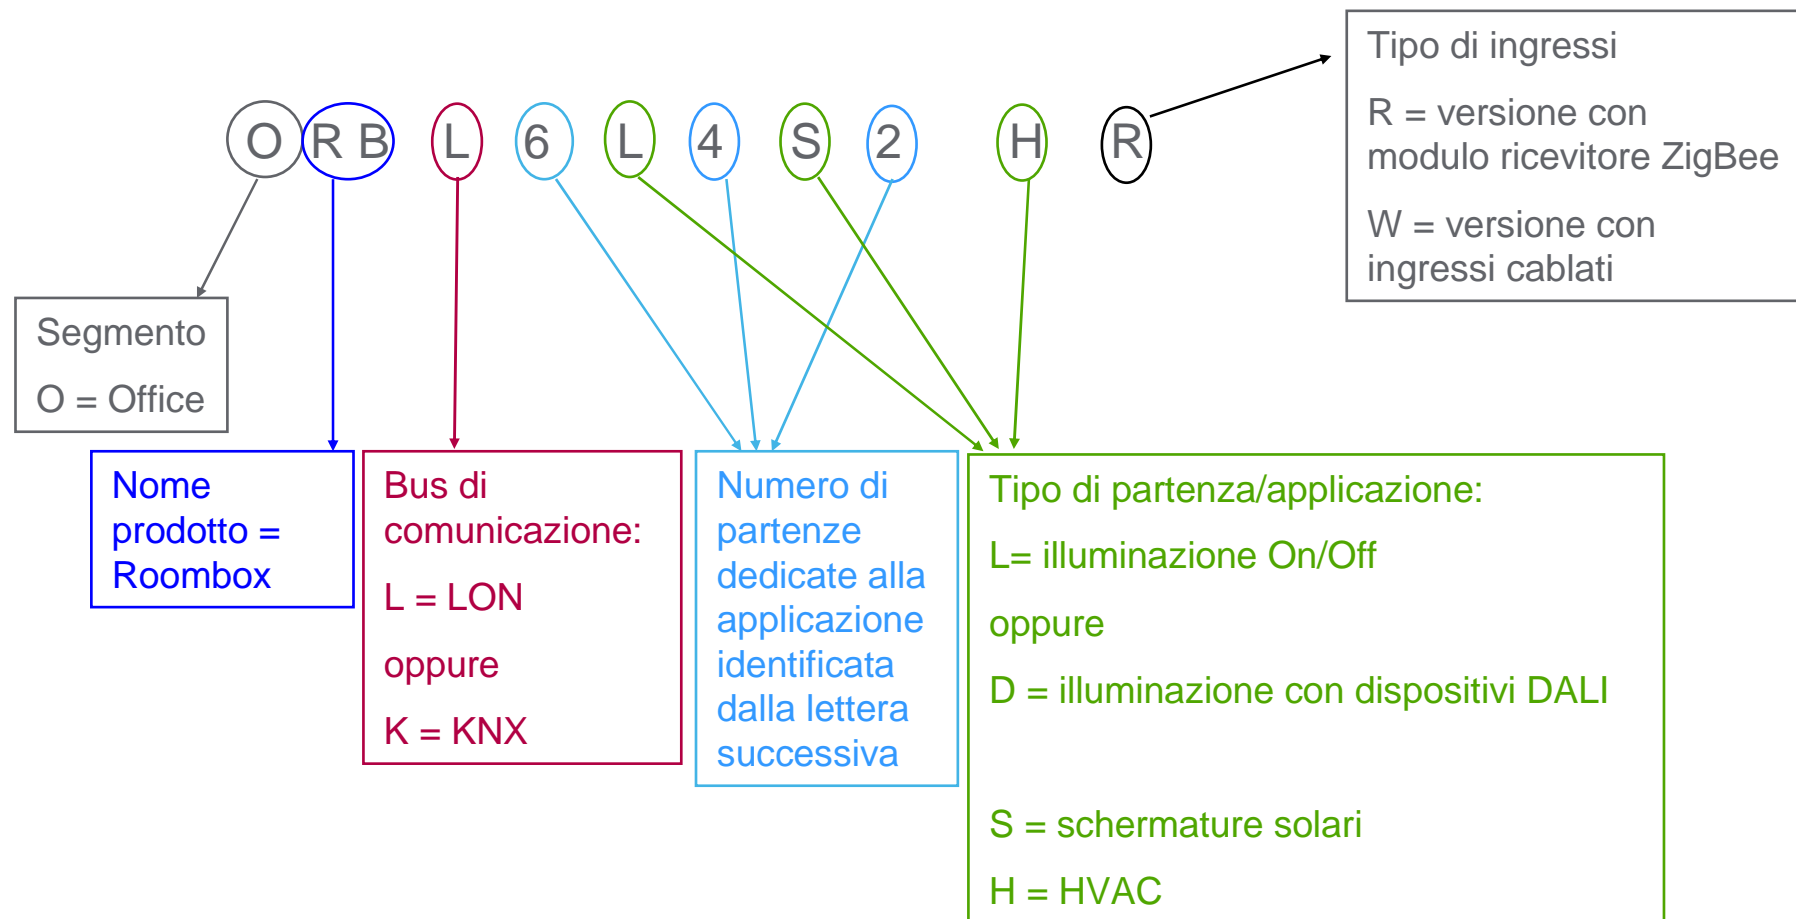 Tipo di ingressi
R = versione con
modulo ricevitore ZigBee
W = versione con
ingressi cablati
O R B L 6 L 4 S 2 H R
Segmento
O = Office
Nome
prodotto =
Roombox
Bus di
comunicazione:
L = LON
oppure
K = KNX
Numero di
partenze
dedicate alla
applicazione
identificata
dalla lettera
successiva
Tipo di partenza/applicazione:
L= illuminazione On/Off
oppure
D = illuminazione con dispositivi DALI
S = schermature solari
H = HVAC